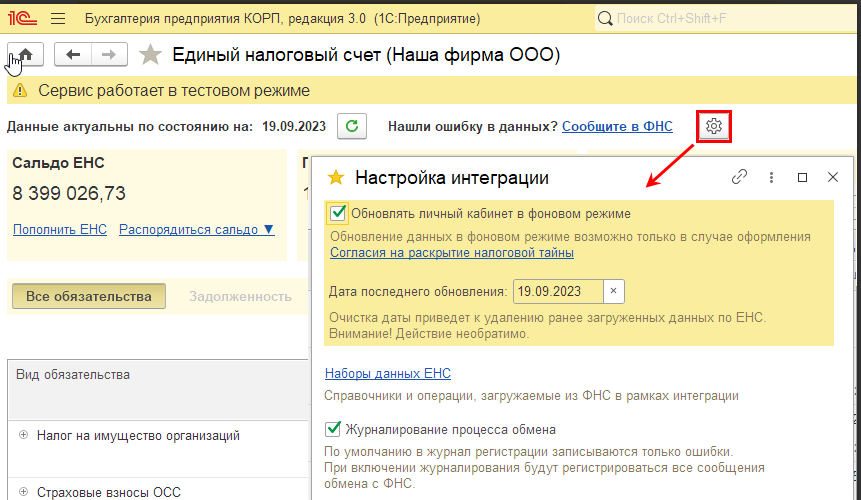 1С Бухгалтерия предприятия КОРП, редакция 3.0 (1С:Предприятие) Поиск Ctrl+Shift+F
Единый налоговый счет (Наша фирма ООО)
Сервис работает в тестовом режиме
Данные актуальны по состоянию на: 19.09.2023 Нашли ошибку в данных? Сообщите в ФНС
Сальдо ЕНС
8 399 026,73
Пополнить ЕНС Распорядиться сальдо
Все обязательства Задолженность
Вид обязательства
Налог на имущество организаций
Страховые взносы ОСС
Настройка интеграции
Обновлять личный кабинет в фоновом режиме
Обновление данных в фоновом режиме возможно только в случае оформления
Согласия на раскрытие налоговой тайны
Дата последнего обновления: 19.09.2023
Очистка даты приведет к удалению ранее загруженных данных по ЕНС.
Внимание! Действие необратимо.
Наборы данных ЕНС
Справочники и операции, загружаемые из ФНС в рамках интеграции
Журналирование процесса обмена
По умолчанию в журнал регистрации записываются только ошибки.
При включении журналирования будут регистрироваться все сообщения
обмена с ФНС.